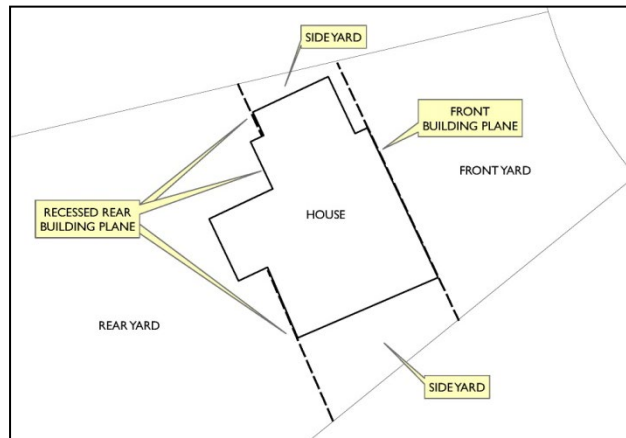 SIDE YARD
FRONT
BUILDING PLANE
FRONT YARD
RECESSED REAR
BUILDING PLANE
HOUSE
REAR YARD
SIDE YARD